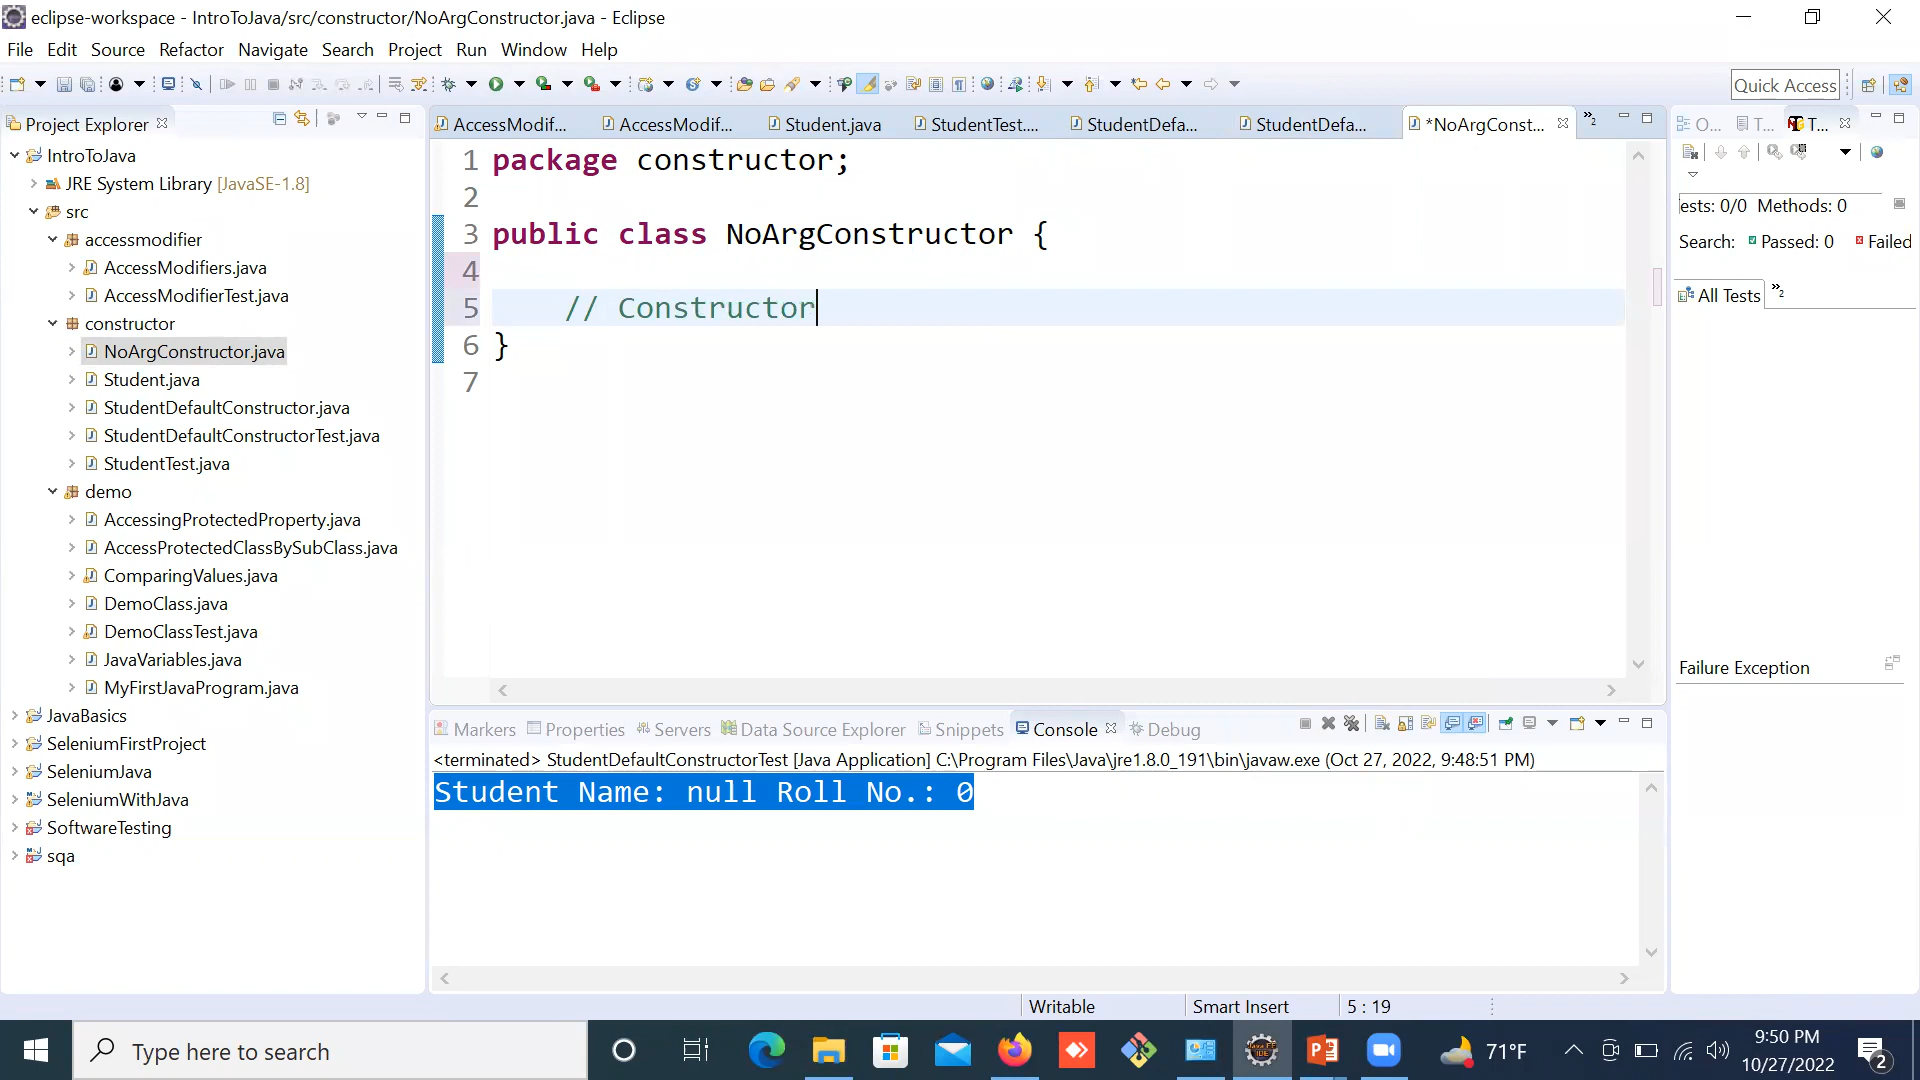 eclipse-workspace - IntroToJava/src/constructor/NoArgConstructor.java - Eclipse
File Edit Source Refactor Navigate Search Project Run Window Help
Quick Access
Project Explorer
IntroToJava
JRE System Library [JavaSE-1.8]
src
accessmodifier
AccessModifiers.java
AccessModifierTest.java
constructor
NoArgConstructor.java
Student.java
StudentDefaultConstructor.java
StudentDefaultConstructorTest.java
StudentTest.java
demo
AccessingProtectedProperty.java
AccessProtectedClassBySubClass.java
ComparingValues.java
DemoClass.java
DemoClassTest.java
JavaVariables.java
MyFirstJavaProgram.java
JavaBasics
SeleniumFirstProject
SeleniumJava
SeleniumWithJava
SoftwareTesting
sqa
AccessModif... AccessModif... Student.java StudentTest.... StudentDefa... StudentDefa... *NoArgConst... »2
1 package constructor;
2
3 public class NoArgConstructor {
4
5 // Constructor
6 }
7
O... T... T...
ests: 0/0 Methods: 0
Search: Passed: 0 Failed
All Tests »2
Failure Exception
Markers Properties Servers Data Source Explorer Snippets Console Debug
<terminated> StudentDefaultConstructorTest [Java Application] C:\Program Files\Java\jre1.8.0_191\bin\javaw.exe (Oct 27, 2022, 9:48:51 PM)
Student Name: null Roll No.: 0
Writable Smart Insert 5 : 19
Type here to search
71°F
9:50 PM
10/27/2022
2